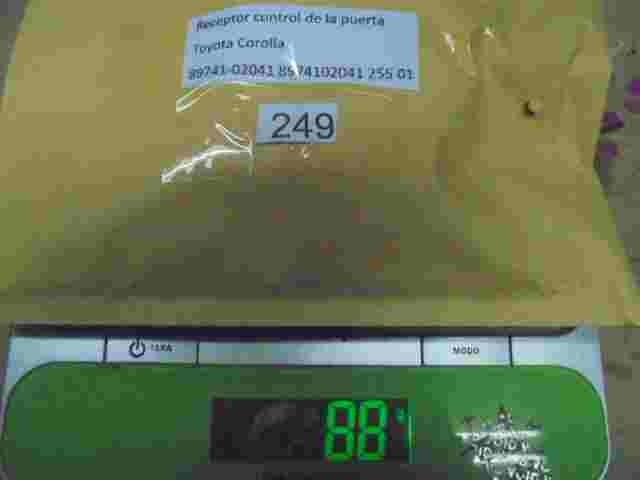 Receptor control de la puerta
Toyota Corolla
89741-02041 8974102041 255 01
249
TARA
MODO
88